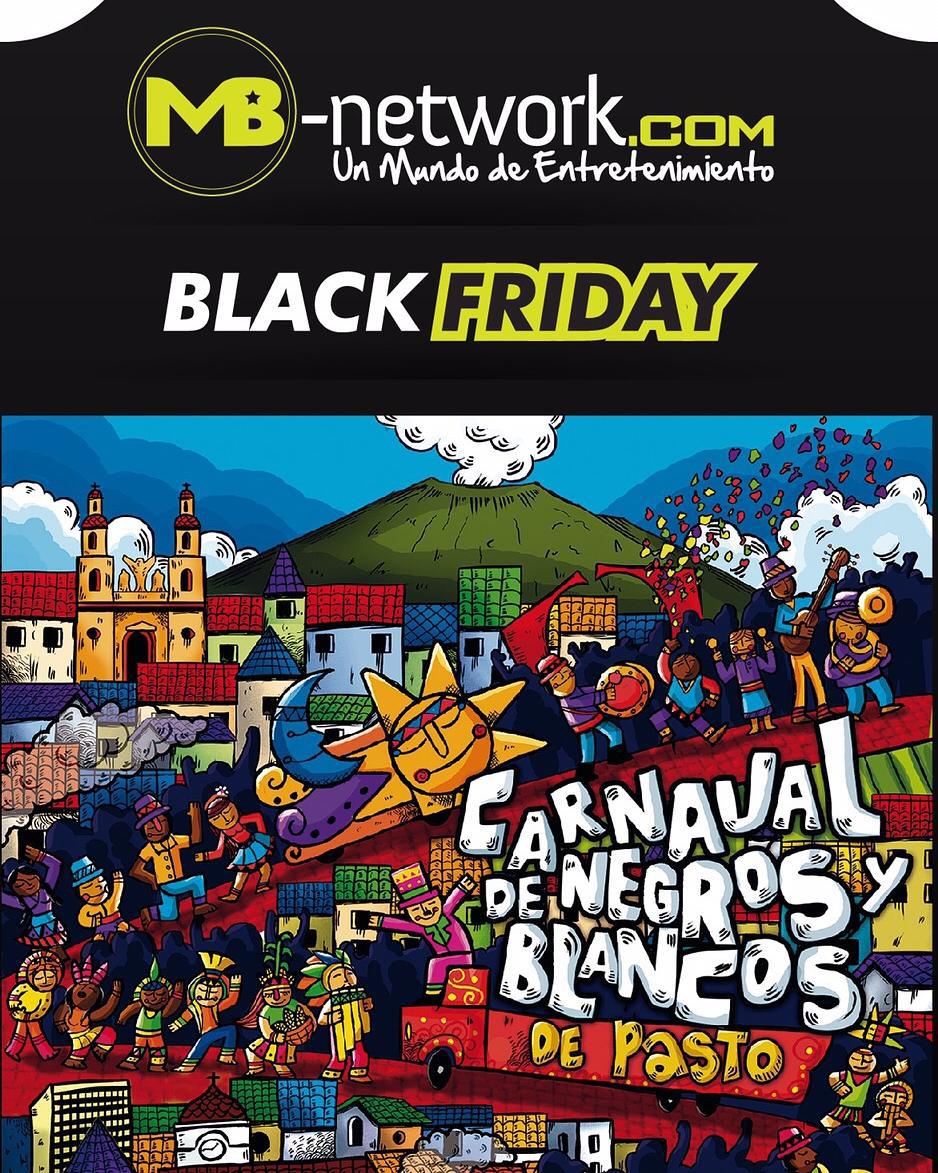 MB-network.com
Un Mundo de Entretenimiento
BLACK FRIDAY
CARNAVAL
DE NEGROS Y
BLANCOS
DE PASTO